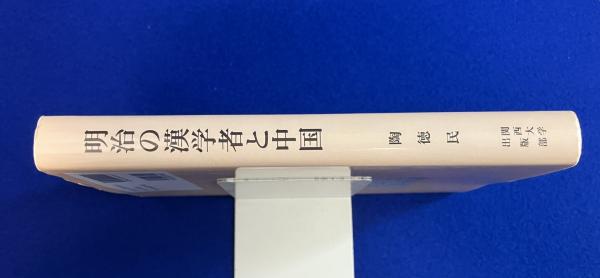 明治の漢学者と中国
陶徳民
関西大学
出版部